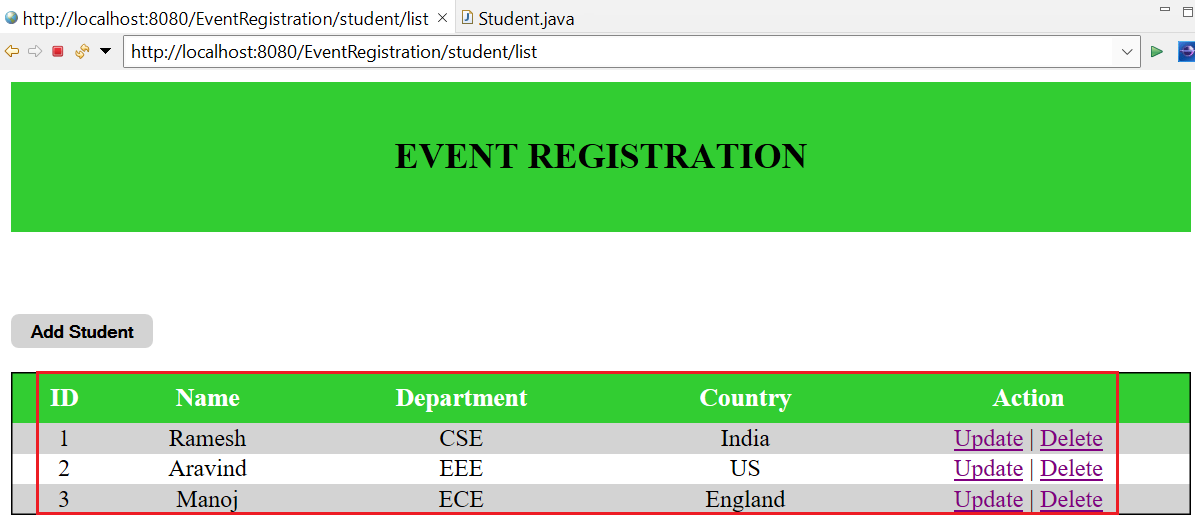 http://localhost:8080/EventRegistration/student/list Student.java
http://localhost:8080/EventRegistration/student/list
EVENT REGISTRATION
Add Student
ID Name Department Country Action
1 Ramesh CSE India Update | Delete
2 Aravind EEE US Update | Delete
3 Manoj ECE England Update | Delete